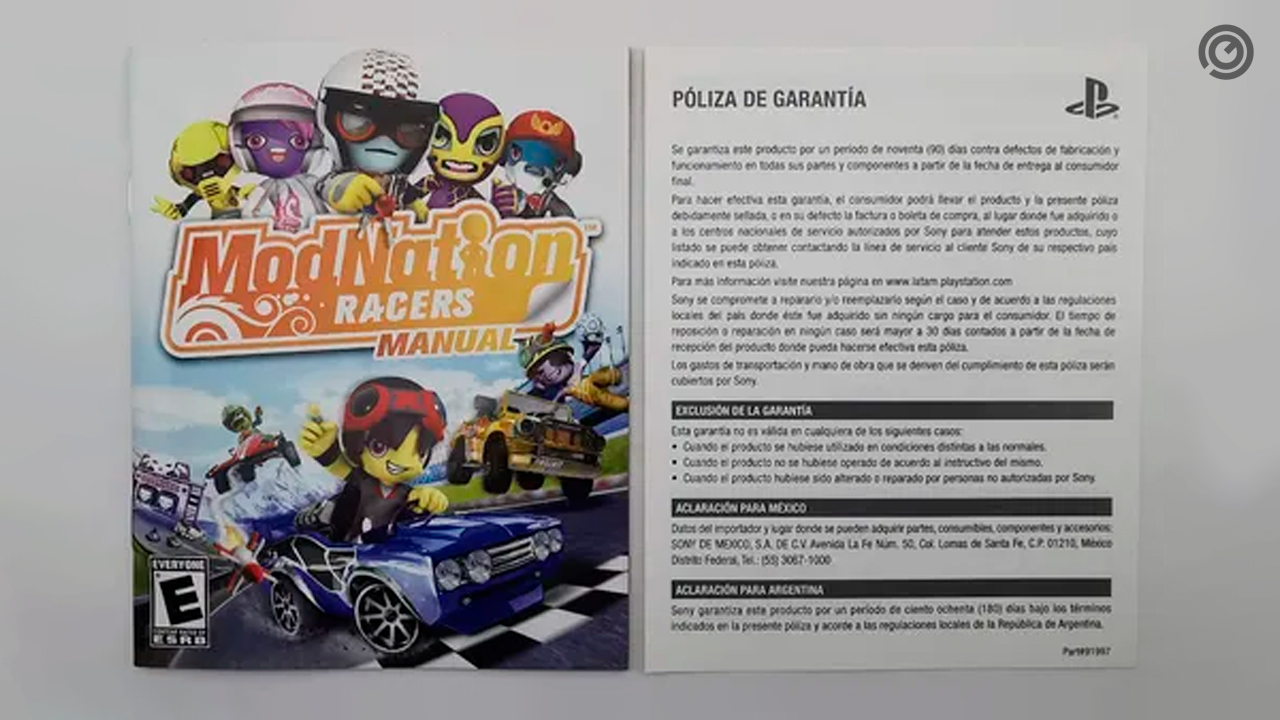 ModNation™
RACERS
MANUAL
EVERYONE
E
CONTENT RATED BY
ESRB
PÓLIZA DE GARANTÍA
Se garantiza este producto por un período de noventa (90) días contra defectos de fabricación y
funcionamiento en todas sus partes y componentes a partir de la fecha de entrega al consumidor
final.
Para hacer efectiva esta garantía, el consumidor podrá llevar el producto y la presente póliza
debidamente sellada, o en su defecto la factura o boleta de compra, al lugar donde fue adquirido o
a los centros nacionales de servicio autorizados por Sony para atender estos productos, cuyo
listado se puede obtener contactando la línea de servicio al cliente Sony de su respectivo país
indicado en esta póliza.
Para más información visite nuestra página en www.latam.playstation.com
Sony se compromete a repararlo y/o reemplazarlo según el caso y de acuerdo a las regulaciones
locales del país donde éste fue adquirido sin ningún cargo para el consumidor. El tiempo de
reposición o reparación en ningún caso será mayor a 30 días contados a partir de la fecha de
recepción del producto donde pueda hacerse efectiva esta póliza.
Los gastos de transportación y mano de obra que se deriven del cumplimiento de esta póliza serán
cubiertos por Sony.
EXCLUSIÓN DE LA GARANTÍA
Esta garantía no es válida en cualquiera de los siguientes casos:
• Cuando el producto se hubiese utilizado en condiciones distintas a las normales.
• Cuando el producto no se hubiese operado de acuerdo al instructivo del mismo.
• Cuando el producto hubiese sido alterado o reparado por personas no autorizadas por Sony.
ACLARACIÓN PARA MÉXICO
Datos del importador y lugar donde se pueden adquirir partes, consumibles, componentes y accesorios:
SONY DE MEXICO, S.A. DE C.V. Avenida La Fe Núm. 50, Col. Lomas de Santa Fe, C.P. 01210, México
Distrito Federal, Tel.: (55) 3067-1000
ACLARACIÓN PARA ARGENTINA
Sony garantiza este producto por un período de ciento ochenta (180) días bajo los términos
indicados en la presente póliza y acorde a las regulaciones locales de la República de Argentina.
Part#91997